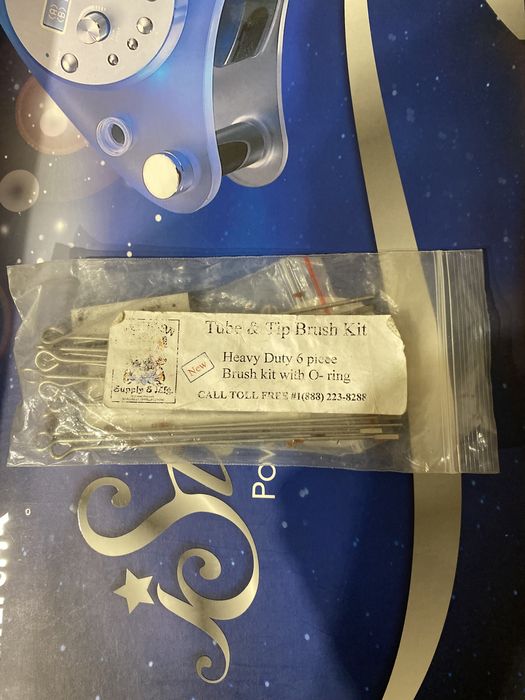 Tube & Tip Brush Kit
New
Heavy Duty 6 piece
Brush kit with O- ring
Supply & Mfg.
CALL TOLL FREE #1(888) 223-8288